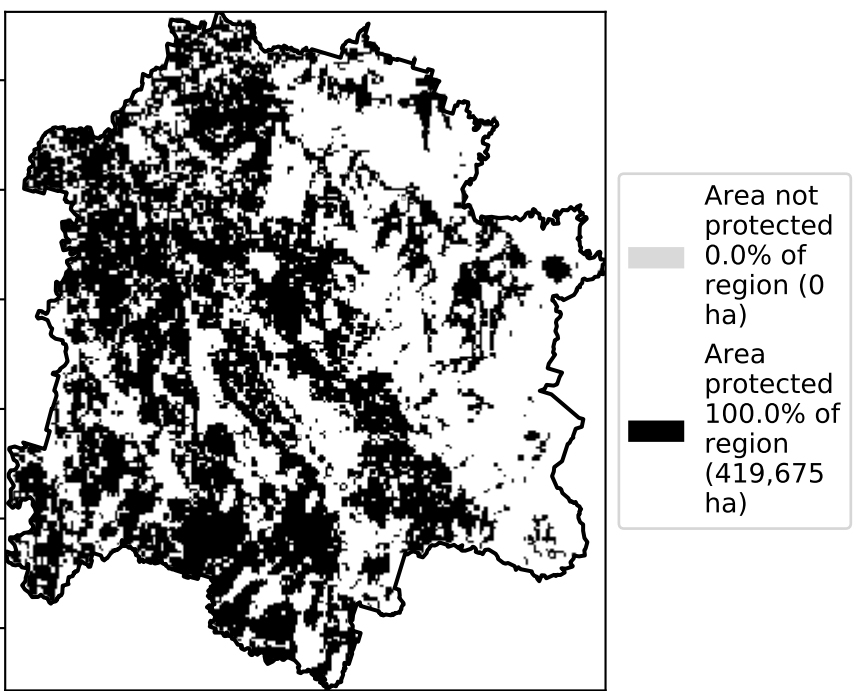 Area not
protected
0.0% of
region (0
ha)
Area
protected
100.0% of
region
(419,675
ha)